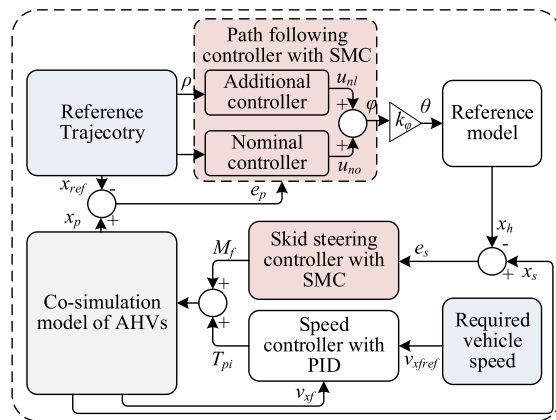 Path following
controller with SMC
Reference
Trajecotry
ρ
Additional
controller
u_nl
+
φ
k_φ
θ
Reference
model
Nominal
controller
+
u_no
x_ref
-
e_p
x_p
+
x_h
Co-simulation
model of AHVs
M_f
+
+
Skid steering
controller with
SMC
e_s
-
+
x_s
T_pi
Speed
controller with
PID
v_xfref
Required
vehicle
speed
v_xf